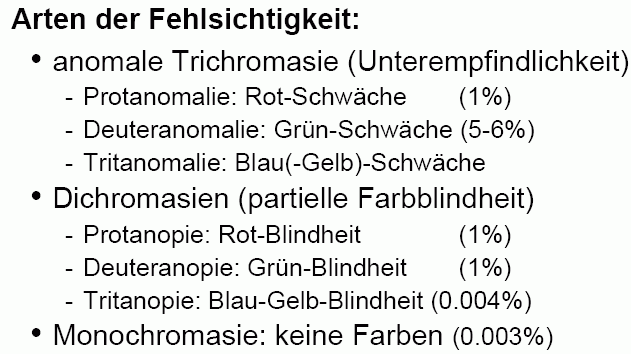 Arten der Fehlsichtigkeit:
• anomale Trichromasie (Unterempfindlichkeit)
- Protanomalie: Rot-Schwäche (1%)
- Deuteranomalie: Grün-Schwäche (5-6%)
- Tritanomalie: Blau(-Gelb)-Schwäche
• Dichromasien (partielle Farbblindheit)
- Protanopie: Rot-Blindheit (1%)
- Deuteranopie: Grün-Blindheit (1%)
- Tritanopie: Blau-Gelb-Blindheit (0.004%)
• Monochromasie: keine Farben (0.003%)